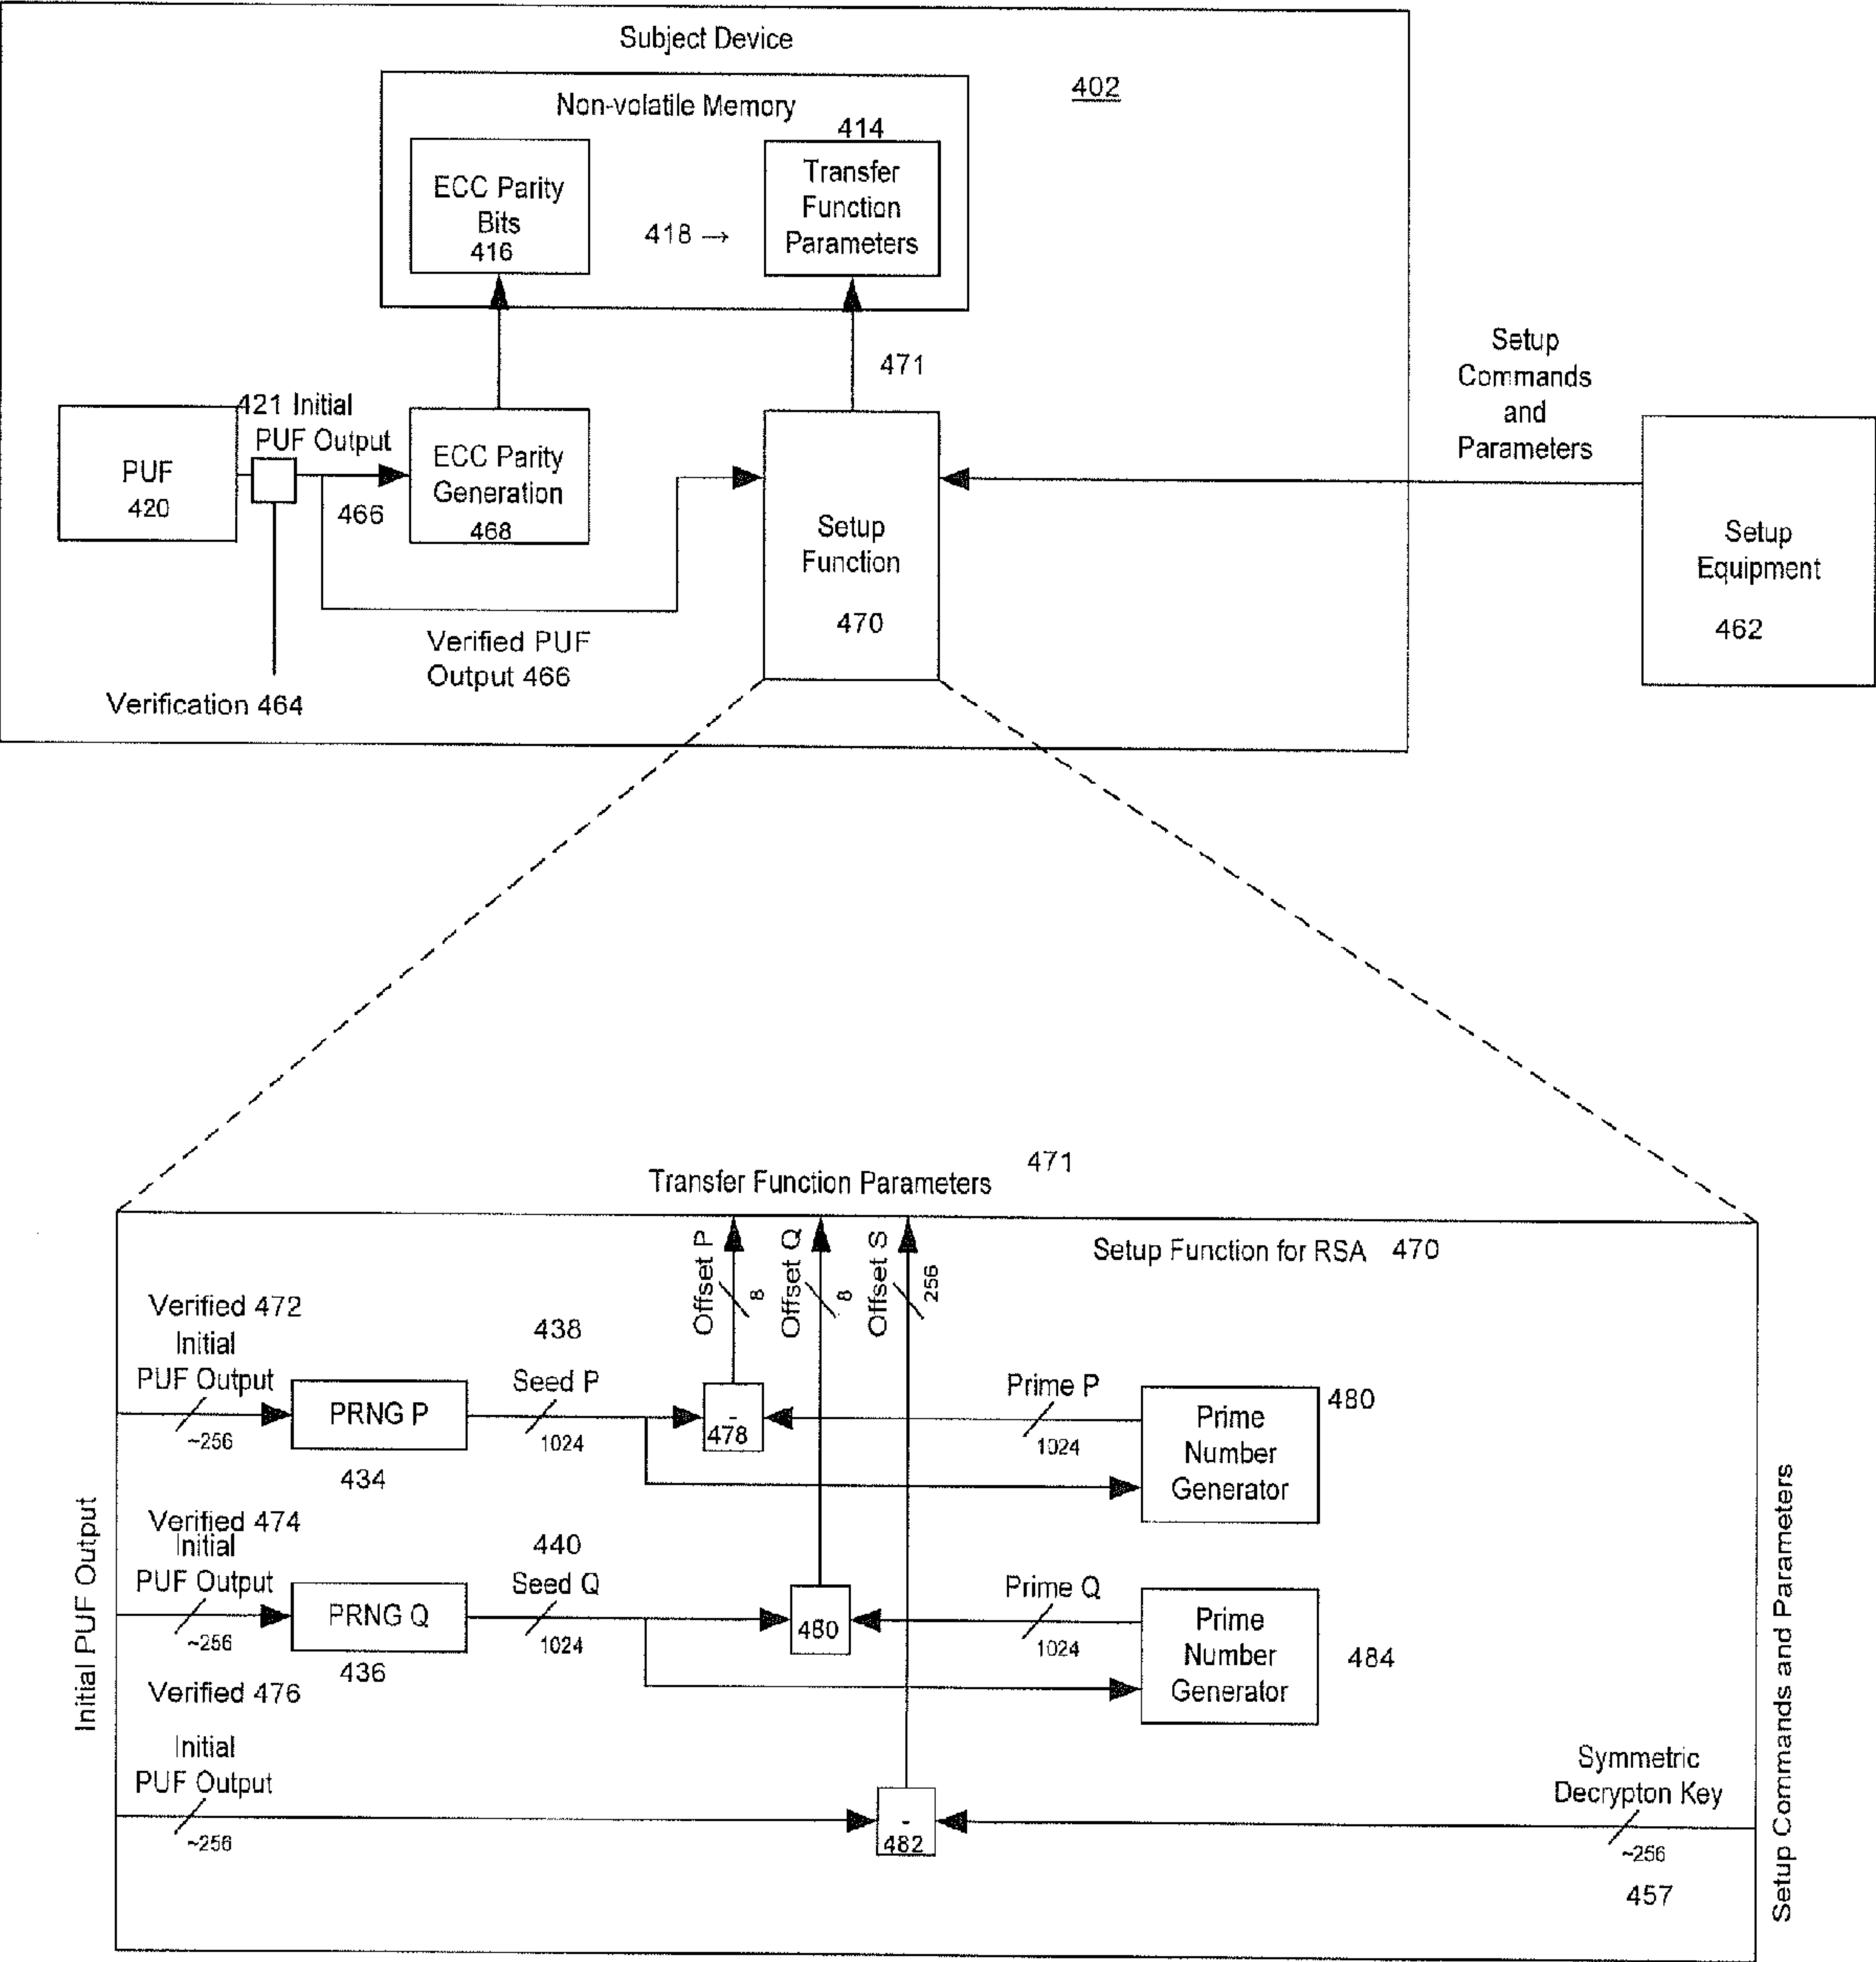 Subject Device
402
Non-volatile Memory
414
ECC Parity
Bits
416
418 →
Transfer
Function
Parameters
471
Setup
Commands
and
Parameters
421 Initial
PUF Output
PUF
420
466
ECC Parity
Generation
468
Setup
Function
470
Setup
Equipment
462
Verified PUF
Output 466
Verification 464
471
Transfer Function Parameters
Setup Function for RSA 470
Offset P
8
Offset Q
8
Offset S
256
Verified 472
Initial
PUF Output
~256
PRNG P
434
438
Seed P
1024
-
478
Prime P
1024
Prime
Number
Generator
480
Verified 474
Initial
PUF Output
~256
PRNG Q
436
440
Seed Q
1024
480
Prime Q
1024
Prime
Number
Generator
484
Verified 476
Initial
PUF Output
~256
-
482
Symmetric
Decrypton Key
~256
457
Initial PUF Output
Setup Commands and Parameters